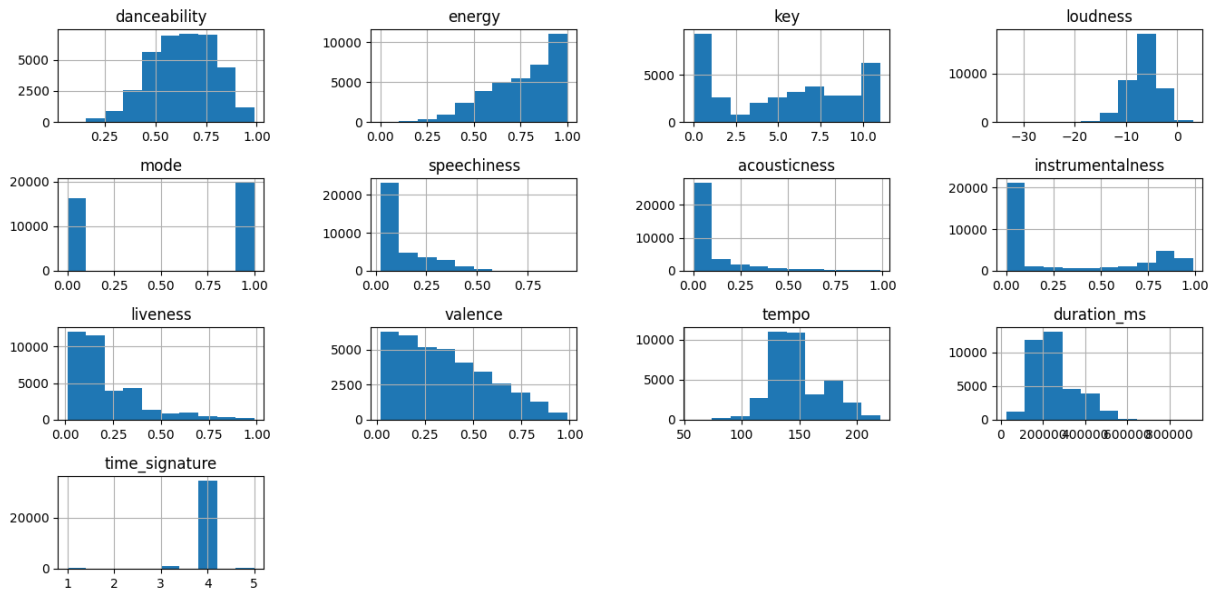 danceability energy key loudness
5000 10000 5000 10000
2500 5000
0 0 0 0
0.25 0.50 0.75 1.00 0.00 0.25 0.50 0.75 1.00 0.0 2.5 5.0 7.5 10.0 −30 −20 −10 0
mode speechiness acousticness instrumentalness
20000 20000 20000 20000
10000 10000 10000 10000
0 0 0 0
0.00 0.25 0.50 0.75 1.00 0.00 0.25 0.50 0.75 0.00 0.25 0.50 0.75 1.00 0.00 0.25 0.50 0.75 1.00
liveness valence tempo duration_ms
10000 5000 10000 10000
5000 2500 5000 5000
0 0 0 0
0.00 0.25 0.50 0.75 1.00 0.00 0.25 0.50 0.75 1.00 50 100 150 200 0 200000 400000 600000 800000
time_signature
20000
0
1 2 3 4 5